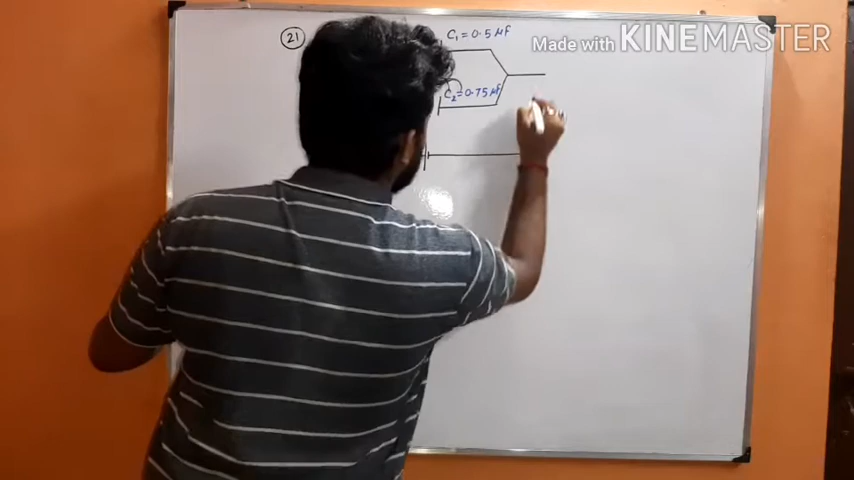 21
C₁ = 0.5 μf
C₂ = 0.75 μf
Made With KINEMASTER